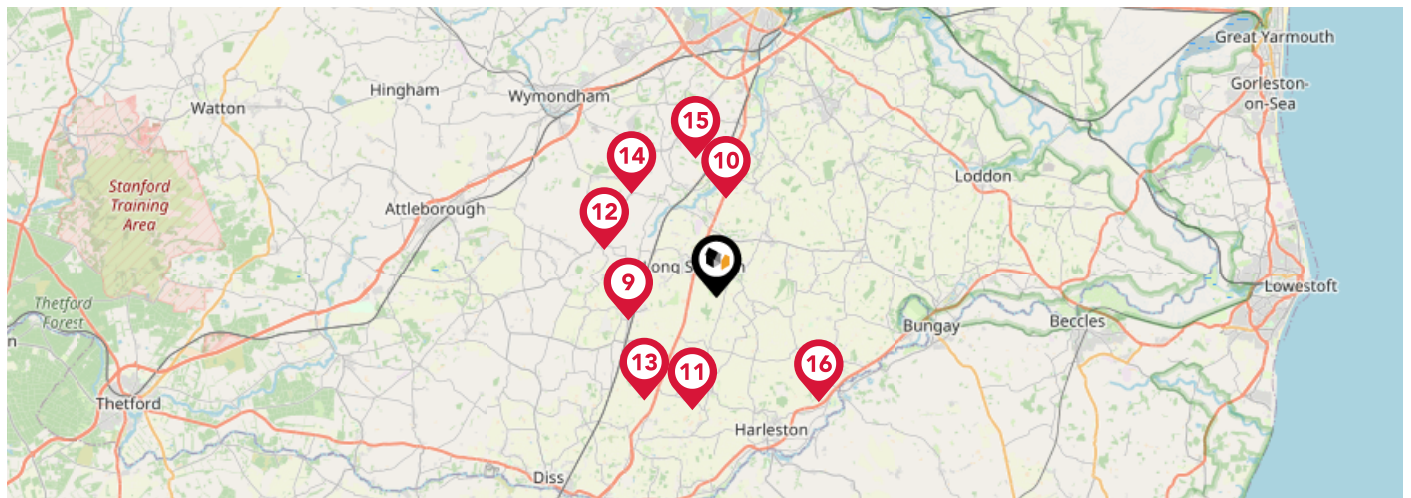 Great Yarmouth
Gorleston-
on-Sea
Hingham
Wymondham
Watton
15
14
10
Stanford
Training
Area
Loddon
Attleborough
12
9
Lowestoft
Thetford
Forest
Bungay
Beccles
n
13
11
16
Thetford
Harleston
Diss